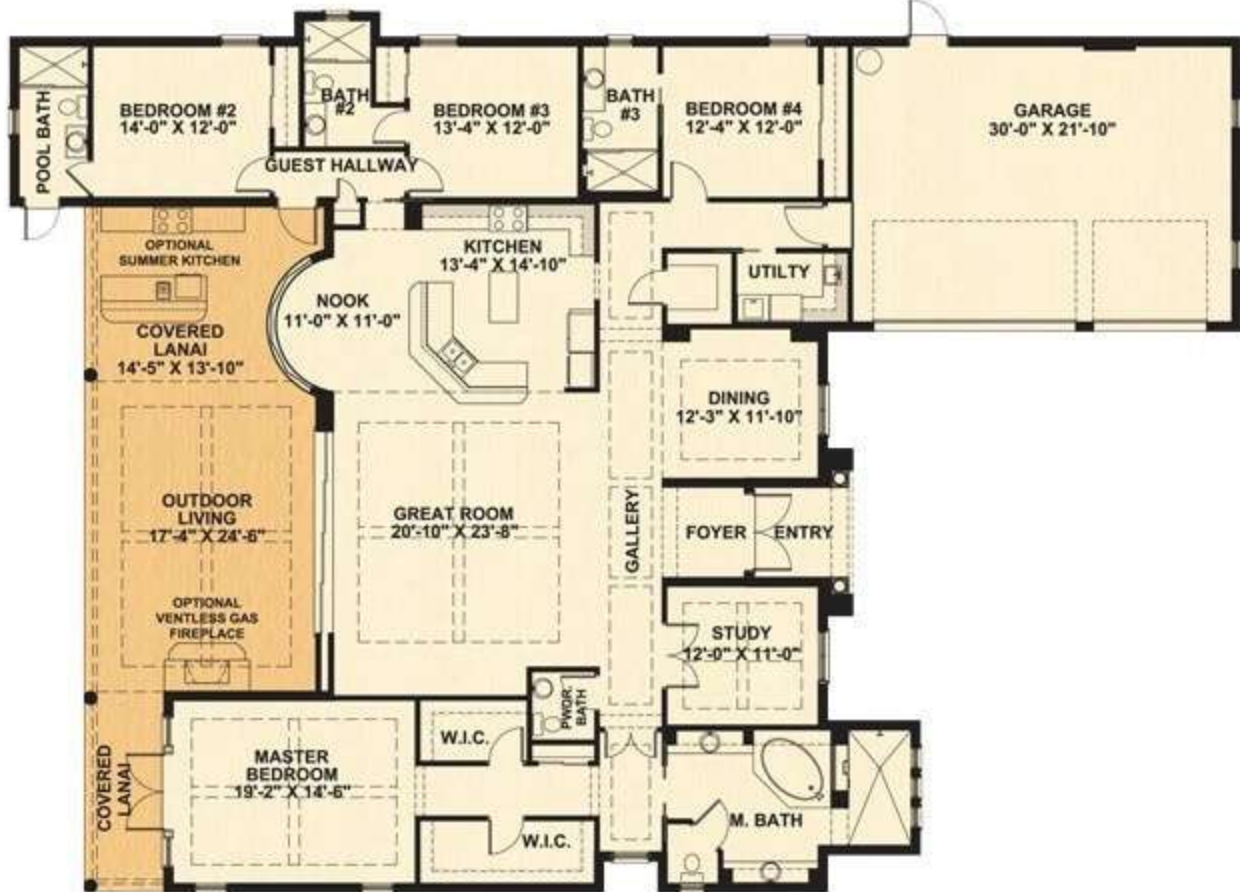 POOL BATH
BEDROOM #2
14'-0" X 12'-0"
BATH
#2
BEDROOM #3
13'-4" X 12'-0"
BATH
#3
BEDROOM #4
12'-4" X 12'-0"
GARAGE
30'-0" X 21'-10"
GUEST HALLWAY
OPTIONAL
SUMMER KITCHEN
KITCHEN
13'-4" X 14'-10"
UTILTY
NOOK
11'-0" X 11'-0"
COVERED
LANAI
14'-5" X 13'-10"
DINING
12'-3" X 11'-10"
OUTDOOR
LIVING
17'-4" X 24'-6"
GREAT ROOM
20'-10" X 23'-8"
GALLERY
FOYER
ENTRY
OPTIONAL
VENTLESS GAS
FIREPLACE
STUDY
12'-0" X 11'-0"
PWDR.
BATH
W.I.C.
MASTER
BEDROOM
19'-2" X 14'-6"
COVERED
LANAI
W.I.C.
M. BATH